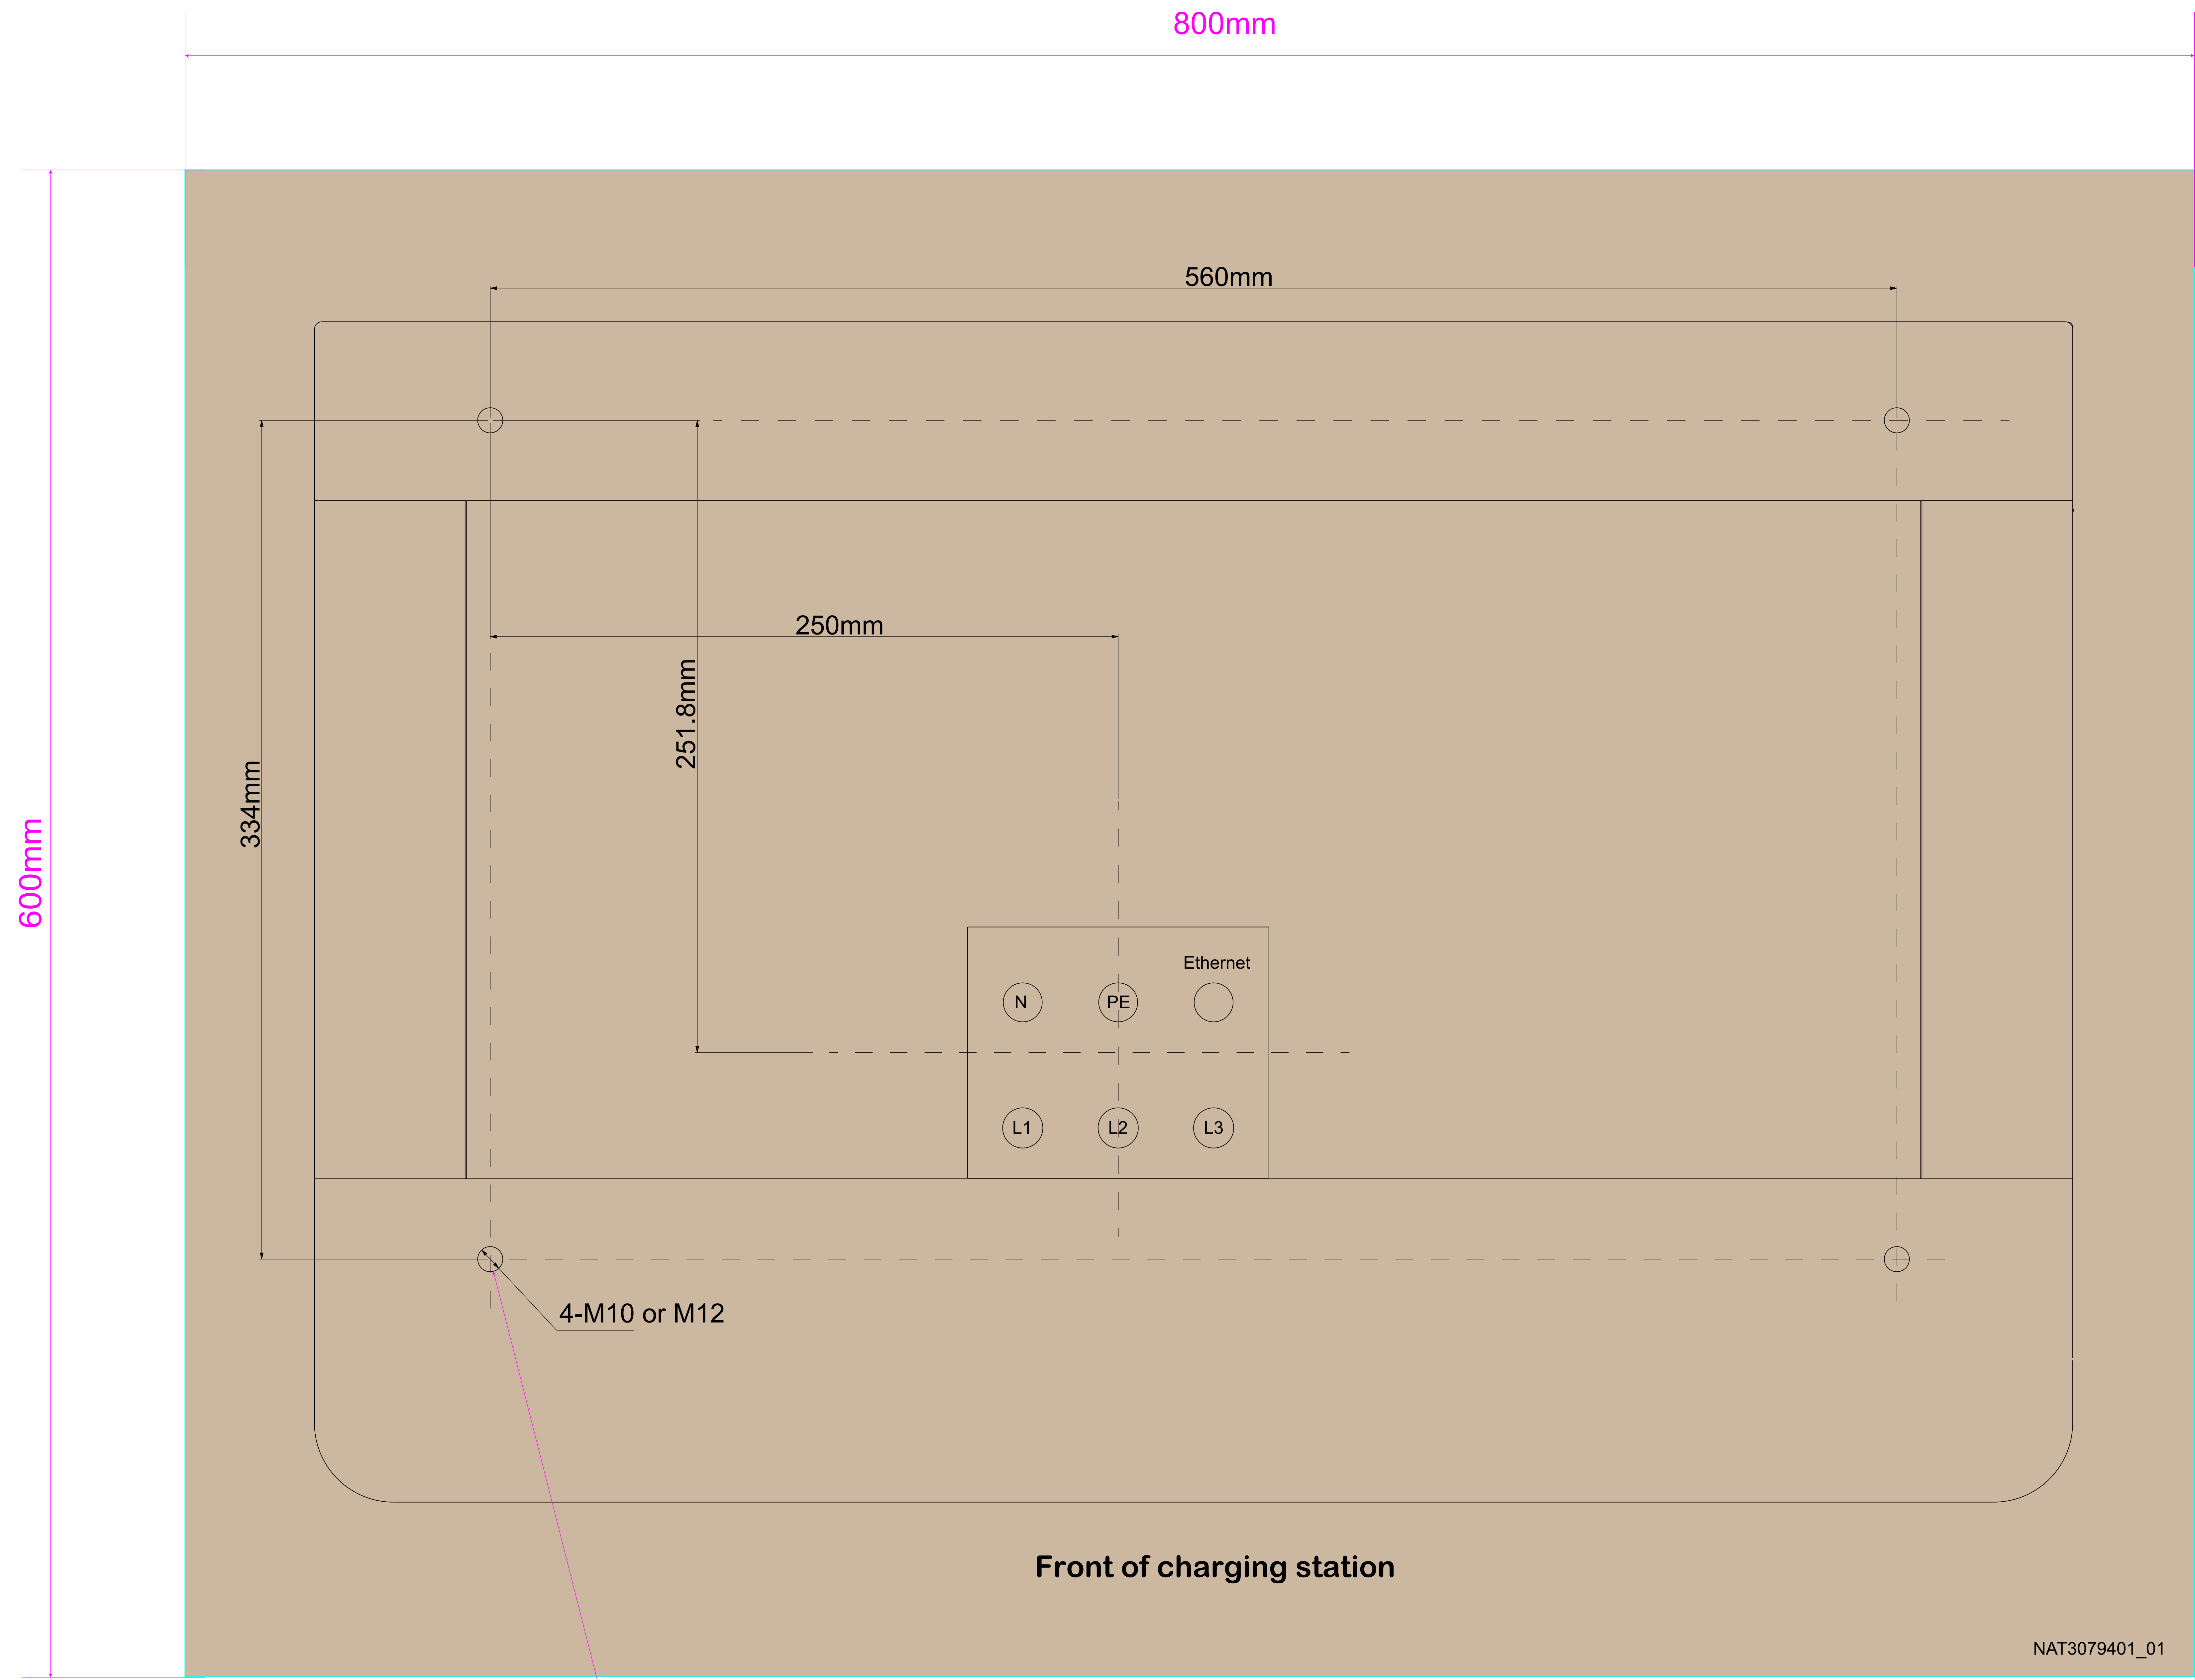 800mm
560mm
250mm
251.8mm
334mm
600mm
Ethernet
N PE
L1 L2 L3
4-M10 or M12
Front of charging station
NAT3079401_01